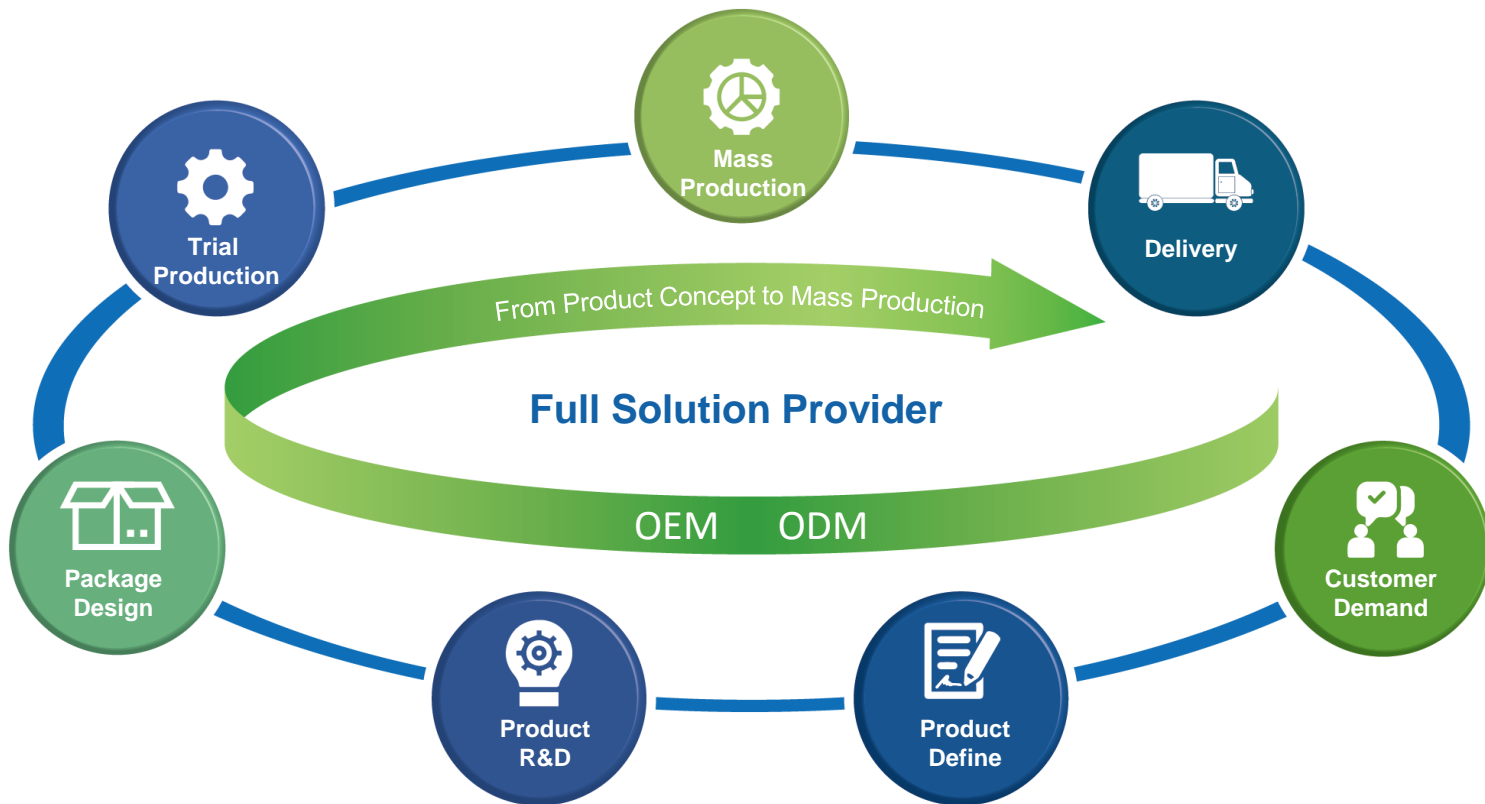 Mass
Production
Trial
Production
Delivery
From Product Concept to Mass Production
Full Solution Provider
OEM ODM
Package
Design
Customer
Demand
Product
R&D
Product
Define